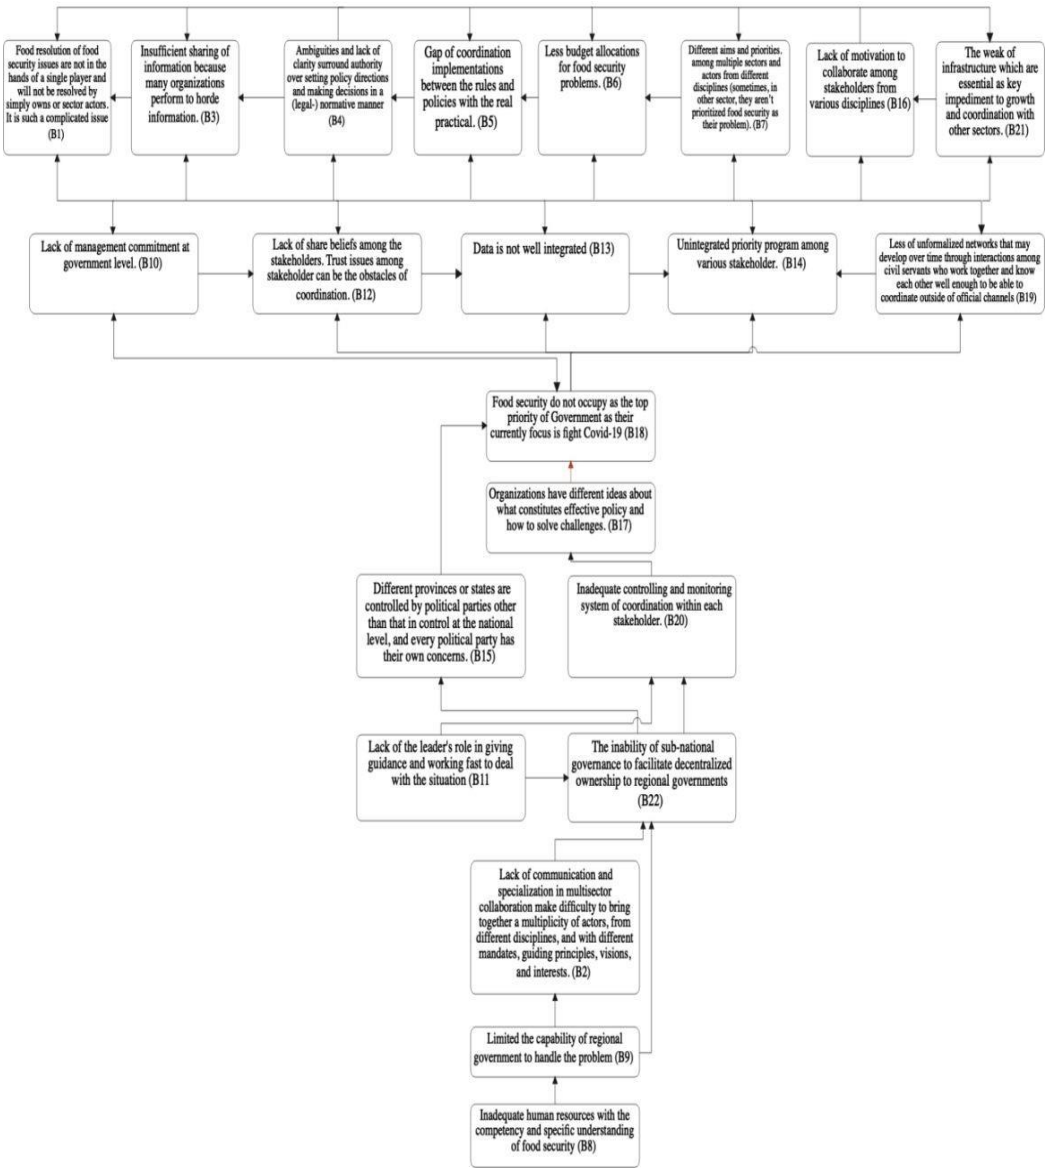 Food resolution of food
security issues are not in the
hands of a single player and
will not be resolved by
simply owns or sector actors.
It is such a complicated issue
(B1)
Insufficient sharing of
information because
many organizations
perform to horde
information. (B3)
Ambiguities and lack of
clarity surround authority
over setting policy directions
and making decisions in a
(legal-) normative manner
(B4)
Gap of coordination
implementations
between the rules and
policies with the real
practical. (B5)
Less budget allocations
for food security
problems. (B6)
Different aims and priorities.
among multiple sectors and
actors from different
disciplines (sometimes, in
other sector, they aren't
prioritized food security as
their problem). (B7)
Lack of motivation to
collaborate among
stakeholders from
various disciplines (B16)
The weak of
infrastructure which are
essential as key
impediment to growth
and coordination with
other sectors. (B21)
Lack of management commitment at
government level. (B10)
Lack of share beliefs among the
stakeholders. Trust issues among
stakeholder can be the obstacles of
coordination. (B12)
Data is not well integrated (B13)
Unintegrated priority program among
various stakeholder. (B14)
Less of unformalized networks that may
develop over time through interactions among
civil servants who work together and know
each other well enough to be able to
coordinate outside of official channels (B19)
Food security do not occupy as the top
priority of Government as their
currently focus is fight Covid-19 (B18)
Organizations have different ideas about
what constitutes effective policy and
how to solve challenges. (B17)
Different provinces or states are
controlled by political parties other
than that in control at the national
level, and every political party has
their own concerns. (B15)
Inadequate controlling and monitoring
system of coordination within each
stakeholder. (B20)
Lack of the leader's role in giving
guidance and working fast to deal
with the situation (B11
The inability of sub-national
governance to facilitate decentralized
ownership to regional governments
(B22)
Lack of communication and
specialization in multisector
collaboration make difficulty to bring
together a multiplicity of actors, from
different disciplines, and with different
mandates, guiding principles, visions,
and interests. (B2)
Limited the capability of regional
government to handle the problem (B9)
Inadequate human resources with the
competency and specific understanding
of food security (B8)